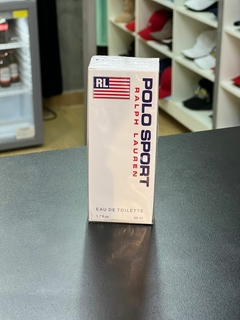 RL
POLO SPORT
RALPH LAUREN
EAU DE TOILETTE